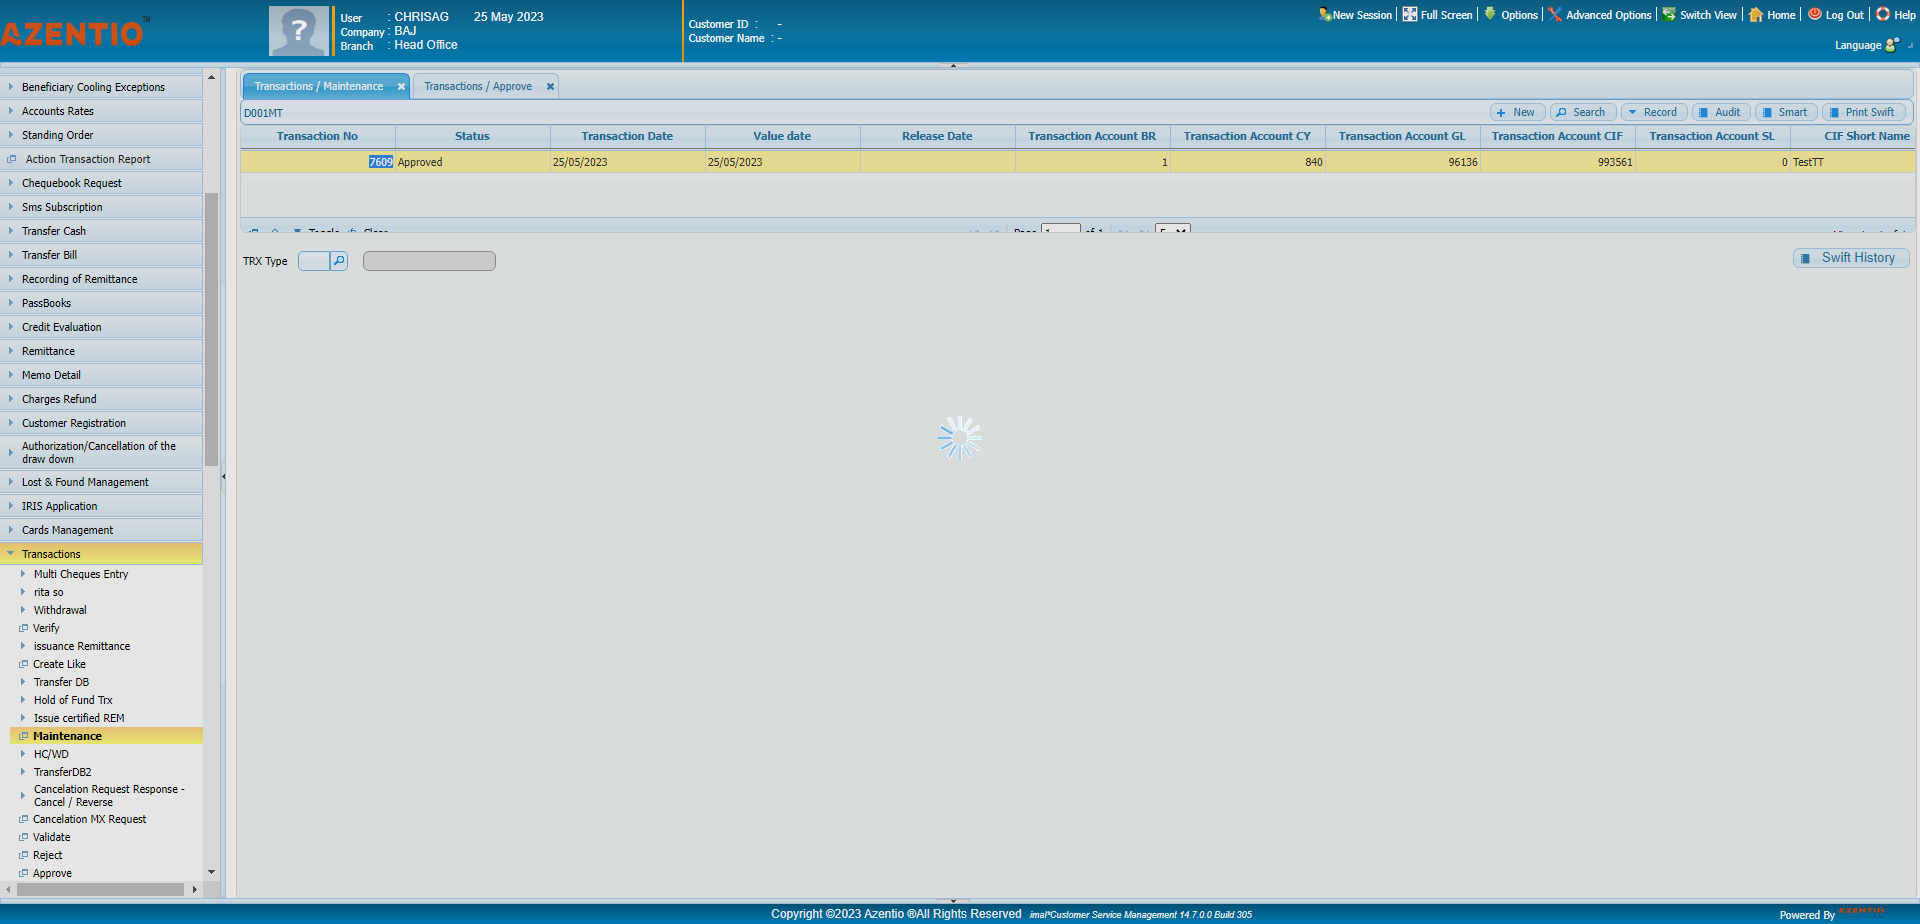 AZENTIO™
User : CHRISAG 25 May 2023
Company : BAJ
Branch : Head Office
Customer ID : -
Customer Name : -
New Session Full Screen Options Advanced Options Switch View Home Log Out Help
Language
Beneficiary Cooling Exceptions
Accounts Rates
Standing Order
Action Transaction Report
Chequebook Request
Sms Subscription
Transfer Cash
Transfer Bill
Recording of Remittance
PassBooks
Credit Evaluation
Remittance
Memo Detail
Charges Refund
Customer Registration
Authorization/Cancellation of the
draw down
Lost & Found Management
IRIS Application
Cards Management
Transactions
Multi Cheques Entry
rita so
Withdrawal
Verify
issuance Remittance
Create Like
Transfer DB
Hold of Fund Trx
Issue certified REM
Maintenance
HC/WD
TransferDB2
Cancelation Request Response -
Cancel / Reverse
Cancelation MX Request
Validate
Reject
Approve
Transactions / Maintenance Transactions / Approve
D001MT New Search Record Audit Smart Print Swift
Transaction No Status Transaction Date Value date Release Date Transaction Account BR Transaction Account CY Transaction Account GL Transaction Account CIF Transaction Account SL CIF Short Name
7609 Approved 25/05/2023 25/05/2023 1 840 96136 993561 0 TestTT
Toggle Clear Page 1 of 1 5
TRX Type Swift History
Copyright ©2023 Azentio ®All Rights Reserved imal*Customer Service Management 14.7.0.0 Build 305
Powered By AZENTIO